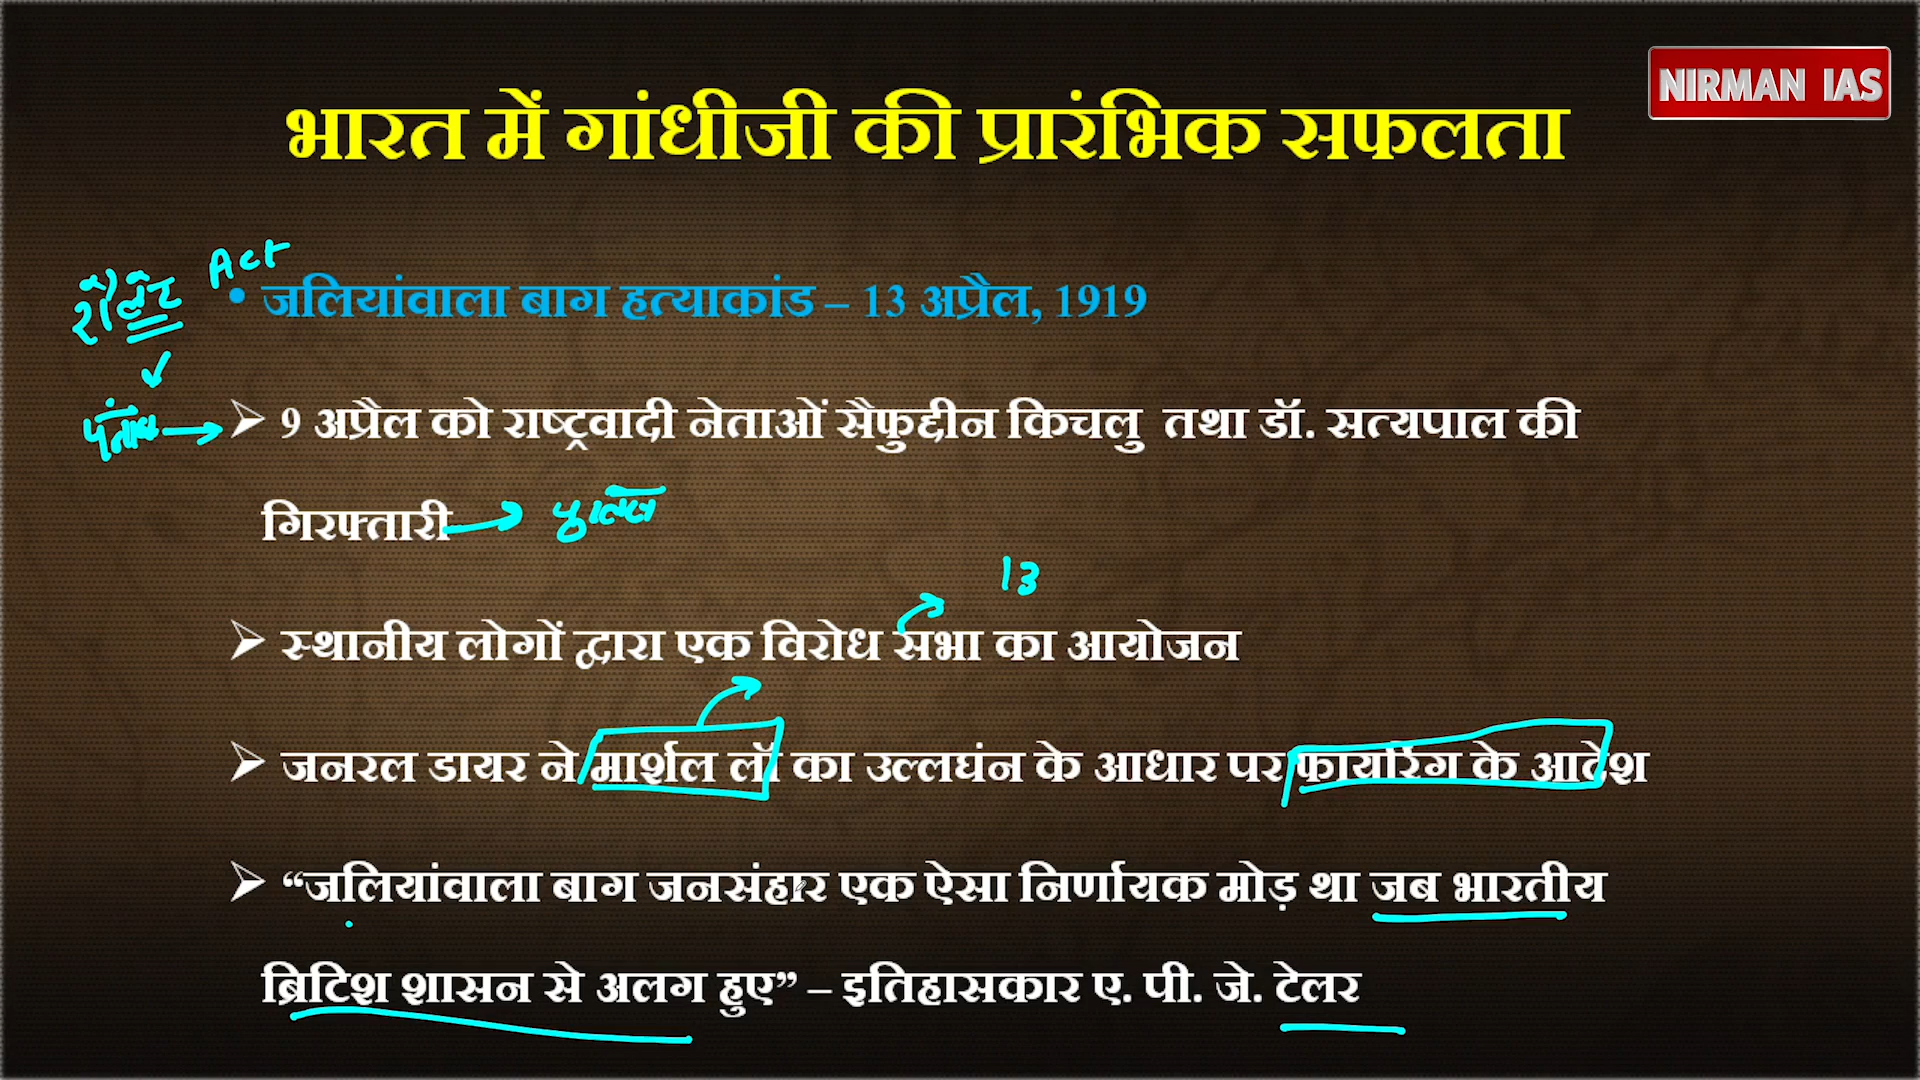 NIRMAN IAS
भारत में गांधीजी की प्रारंभिक सफलता
रौलेट Act
• जलियांवाला बाग हत्याकांड – 13 अप्रैल, 1919
पंजाब
➢ 9 अप्रैल को राष्ट्रवादी नेताओं सैफुद्दीन किचलु तथा डॉ. सत्यपाल की
गिरफ्तारी
13
➢ स्थानीय लोगों द्वारा एक विरोध सभा का आयोजन
➢ जनरल डायर ने मार्शल लॉ का उल्लघंन के आधार पर फायरिंग के आदेश
➢ “जलियांवाला बाग जनसंहार एक ऐसा निर्णायक मोड़ था जब भारतीय
ब्रिटिश शासन से अलग हुए” – इतिहासकार ए. पी. जे. टेलर